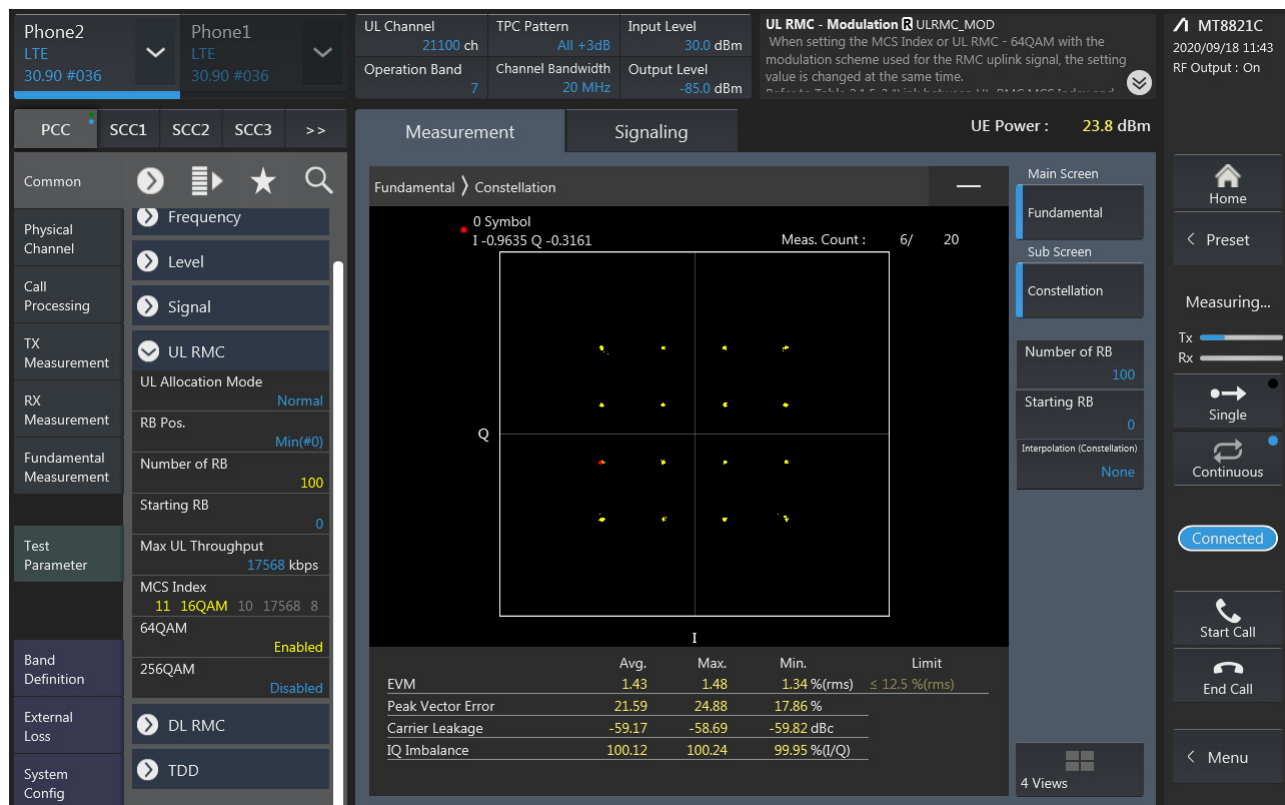 Phone2
LTE
30.90 #036
Phone1
LTE
30.90 #036
UL Channel
21100 ch
Operation Band
7
TPC Pattern
All +3dB
Channel Bandwidth
20 MHz
Input Level
30.0 dBm
Output Level
-85.0 dBm
UL RMC - Modulation R ULRMC_MOD
When setting the MCS Index or UL RMC - 64QAM with the
modulation scheme used for the RMC uplink signal, the setting
value is changed at the same time.
MT8821C
2020/09/18 11:43
RF Output : On
PCC SCC1 SCC2 SCC3 >>
Measurement Signaling
UE Power : 23.8 dBm
Common
Physical
Channel
Call
Processing
TX
Measurement
RX
Measurement
Fundamental
Measurement
Test
Parameter
Band
Definition
External
Loss
System
Config
Frequency
Level
Signal
UL RMC
UL Allocation Mode
Normal
RB Pos.
Min(#0)
Number of RB
100
Starting RB
0
Max UL Throughput
17568 kbps
MCS Index
11 16QAM 10 17568 8
64QAM
Enabled
256QAM
Disabled
DL RMC
TDD
Fundamental Constellation
0 Symbol
I -0.9635 Q -0.3161
Meas. Count : 6/ 20
Q
I
Avg. Max. Min. Limit
EVM 1.43 1.48 1.34 %(rms) ≤ 12.5 %(rms)
Peak Vector Error 21.59 24.88 17.86 %
Carrier Leakage -59.17 -58.69 -59.82 dBc
IQ Imbalance 100.12 100.24 99.95 %(I/Q)
Main Screen
Fundamental
Sub Screen
Constellation
Number of RB
100
Starting RB
0
Interpolation (Constellation)
None
4 Views
Home
< Preset
Measuring...
Tx
Rx
Single
Continuous
Connected
Start Call
End Call
< Menu